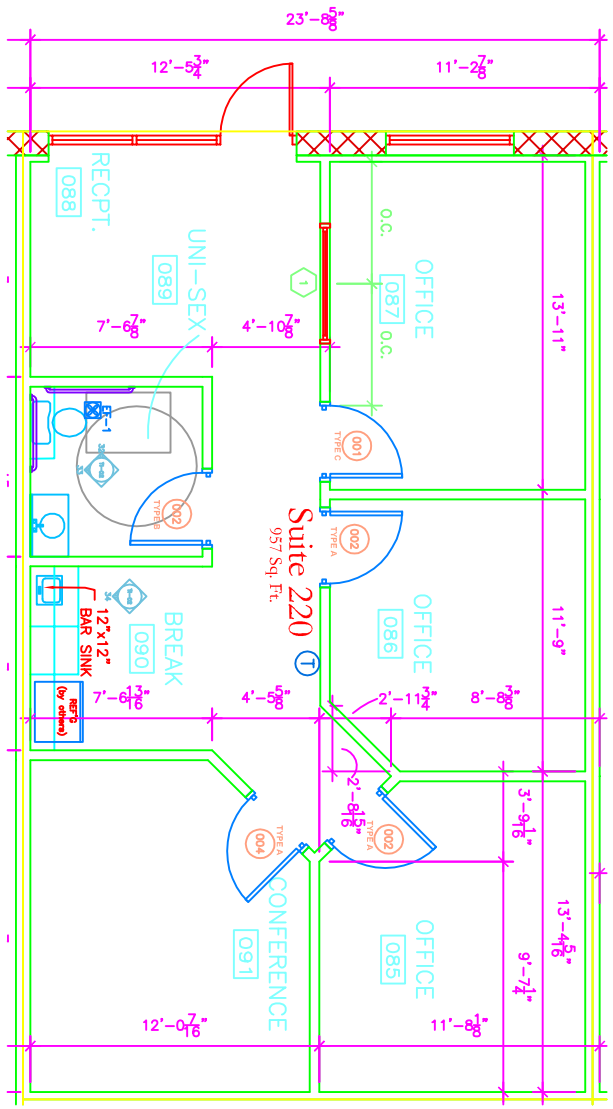 23'-8 5/8"
12'-5 3/4"
11'-2 7/8"
RECPT.
088
UNI-SEX
089
OFFICE
087
O.C.
O.C.
1
13'-11"
7'-6 7/8"
4'-10 7/8"
EF-1
001
TYPE C
002
TYPE B
002
TYPE A
Suite 220
957 Sq. Ft.
T
OFFICE
086
11'-9"
BREAK
090
34
12"x12"
BAR SINK
REF'G
(by others)
7'-6 13/16"
4'-5 5/8"
2'-11 3/4"
8'-8 3/8"
2'-8 15/16"
3'-9 1/16"
002
TYPE A
004
TYPE A
CONFERENCE
091
OFFICE
085
13'-4 5/16"
9'-7 1/4"
12'-0 7/16"
11'-8 1/8"